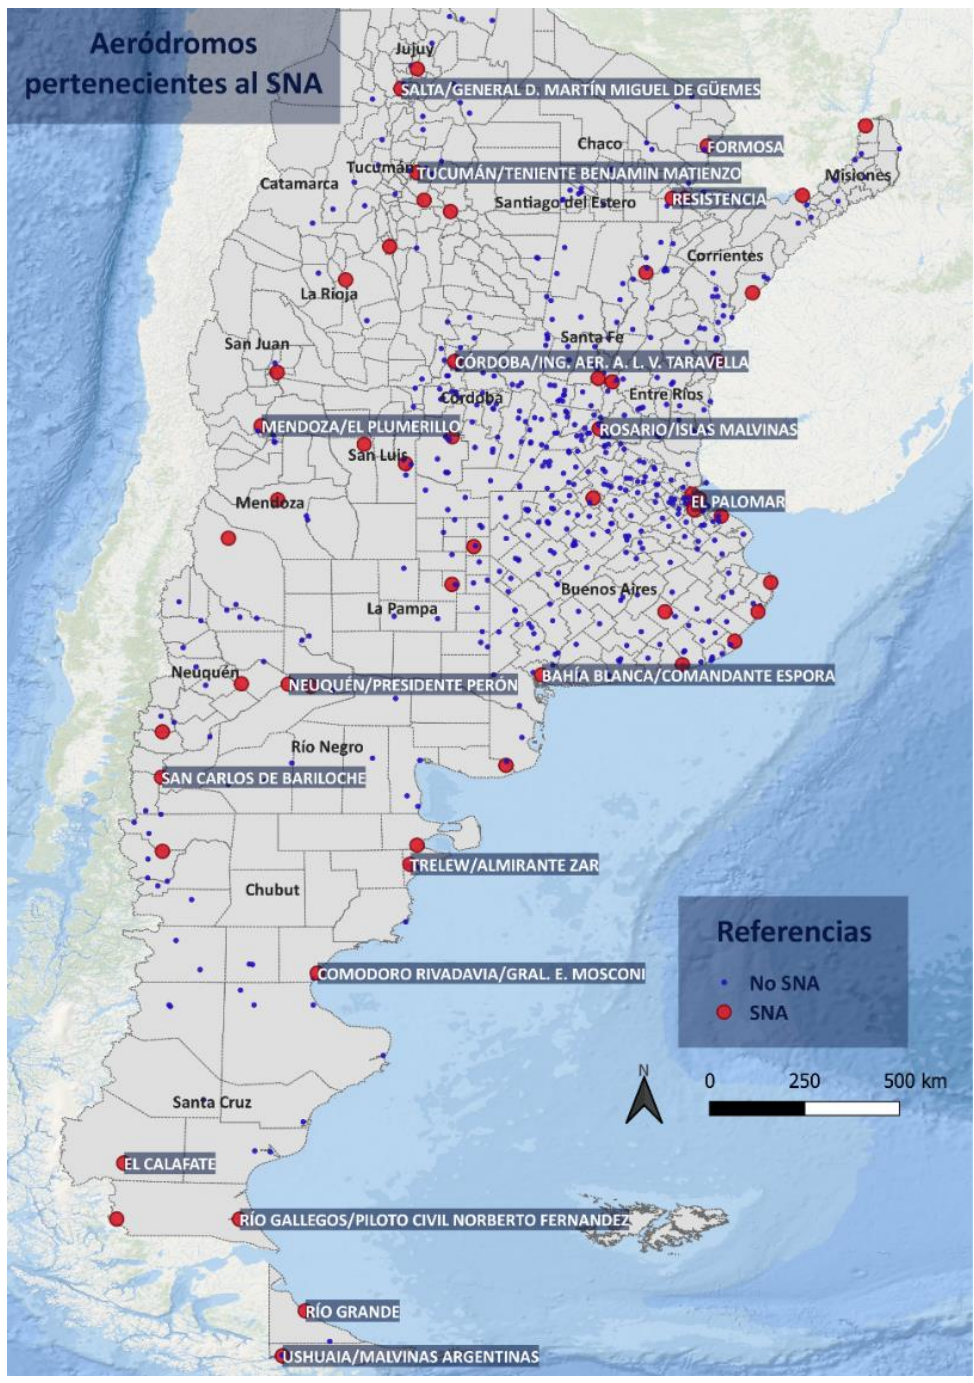 Aeródromos
pertenecientes al SNA
Jujuy
SALTA/GENERAL D. MARTÍN MIGUEL DE GÜEMES
Chaco
FORMOSA
Tucumán
TUCUMÁN/TENIENTE BENJAMIN MATIENZO
Misiones
Catamarca
Santiago del Estero
RESISTENCIA
Corrientes
La Rioja
Santa Fe
San Juan
CÓRDOBA/ING. AER. A. L. V. TARAVELLA
Córdoba
Entre Ríos
MENDOZA/EL PLUMERILLO
ROSARIO/ISLAS MALVINAS
San Luis
Mendoza
EL PALOMAR
Buenos Aires
La Pampa
Neuquén
BAHÍA BLANCA/COMANDANTE ESPORA
NEUQUÉN/PRESIDENTE PERÓN
Río Negro
SAN CARLOS DE BARILOCHE
TRELEW/ALMIRANTE ZAR
Chubut
Referencias
COMODORO RIVADAVIA/GRAL. E. MOSCONI
No SNA
SNA
N
0 250 500 km
Santa Cruz
EL CALAFATE
RÍO GALLEGOS/PILOTO CIVIL NORBERTO FERNANDEZ
RÍO GRANDE
USHUAIA/MALVINAS ARGENTINAS